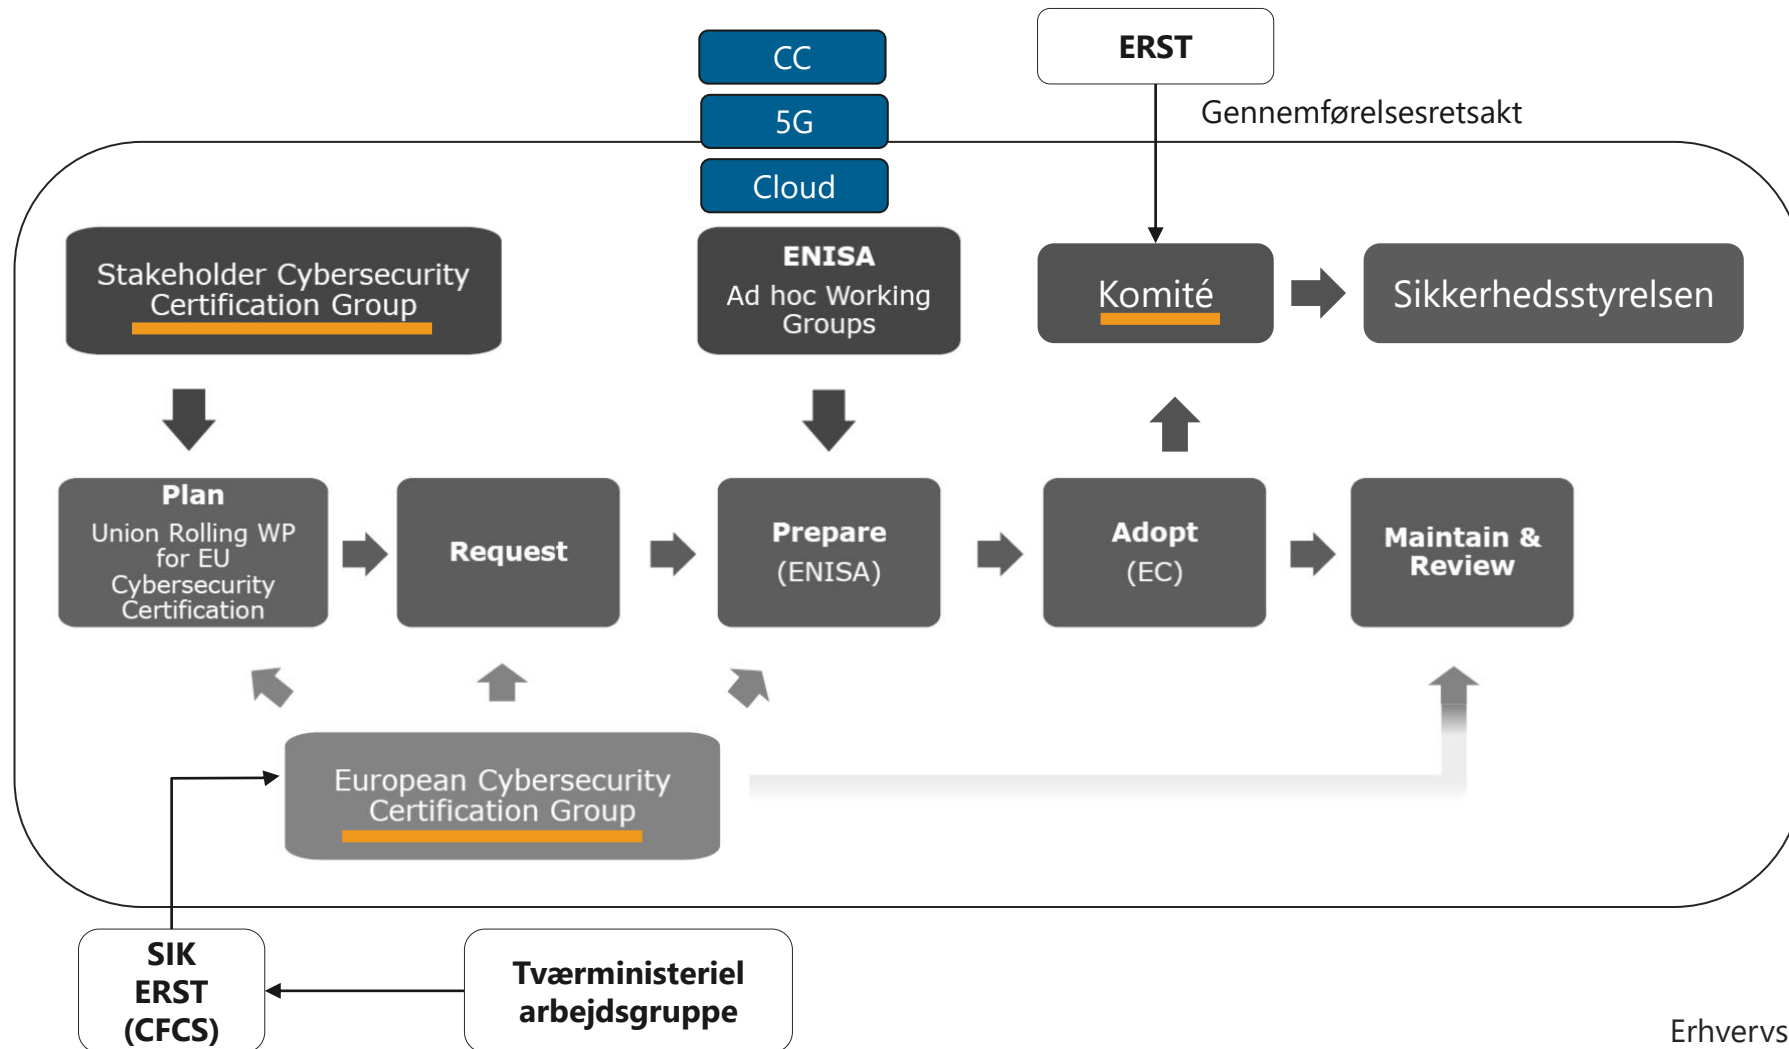 CC
5G
Cloud
ERST
Gennemførelsesretsakt
Stakeholder Cybersecurity
Certification Group
ENISA
Ad hoc Working
Groups
Komité
Sikkerhedsstyrelsen
Plan
Union Rolling WP
for EU
Cybersecurity
Certification
Request
Prepare
(ENISA)
Adopt
(EC)
Maintain &
Review
European Cybersecurity
Certification Group
SIK
ERST
(CFCS)
Tværministeriel
arbejdsgruppe
Erhvervs